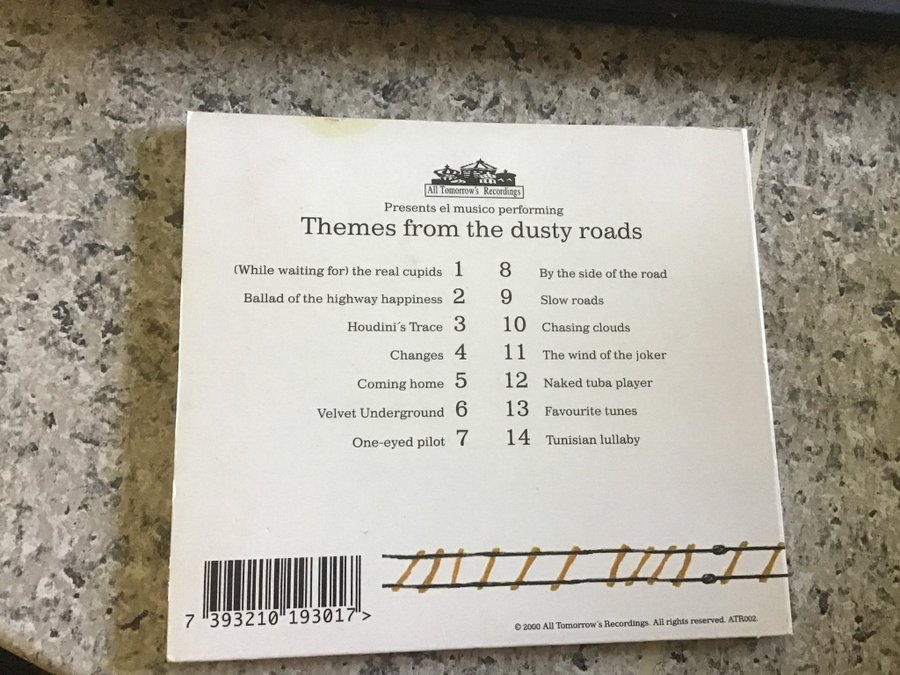 All Tomorrow's Recordings
Presents el musico performing
Themes from the dusty roads
(While waiting for) the real cupids 1
Ballad of the highway happiness 2
Houdini´s Trace 3
Changes 4
Coming home 5
Velvet Underground 6
One-eyed pilot 7
8 By the side of the road
9 Slow roads
10 Chasing clouds
11 The wind of the joker
12 Naked tuba player
13 Favourite tunes
14 Tunisian lullaby
7 393210 193017 >
© 2000 All Tomorrow´s Recordings. All rights reserved. ATR002.